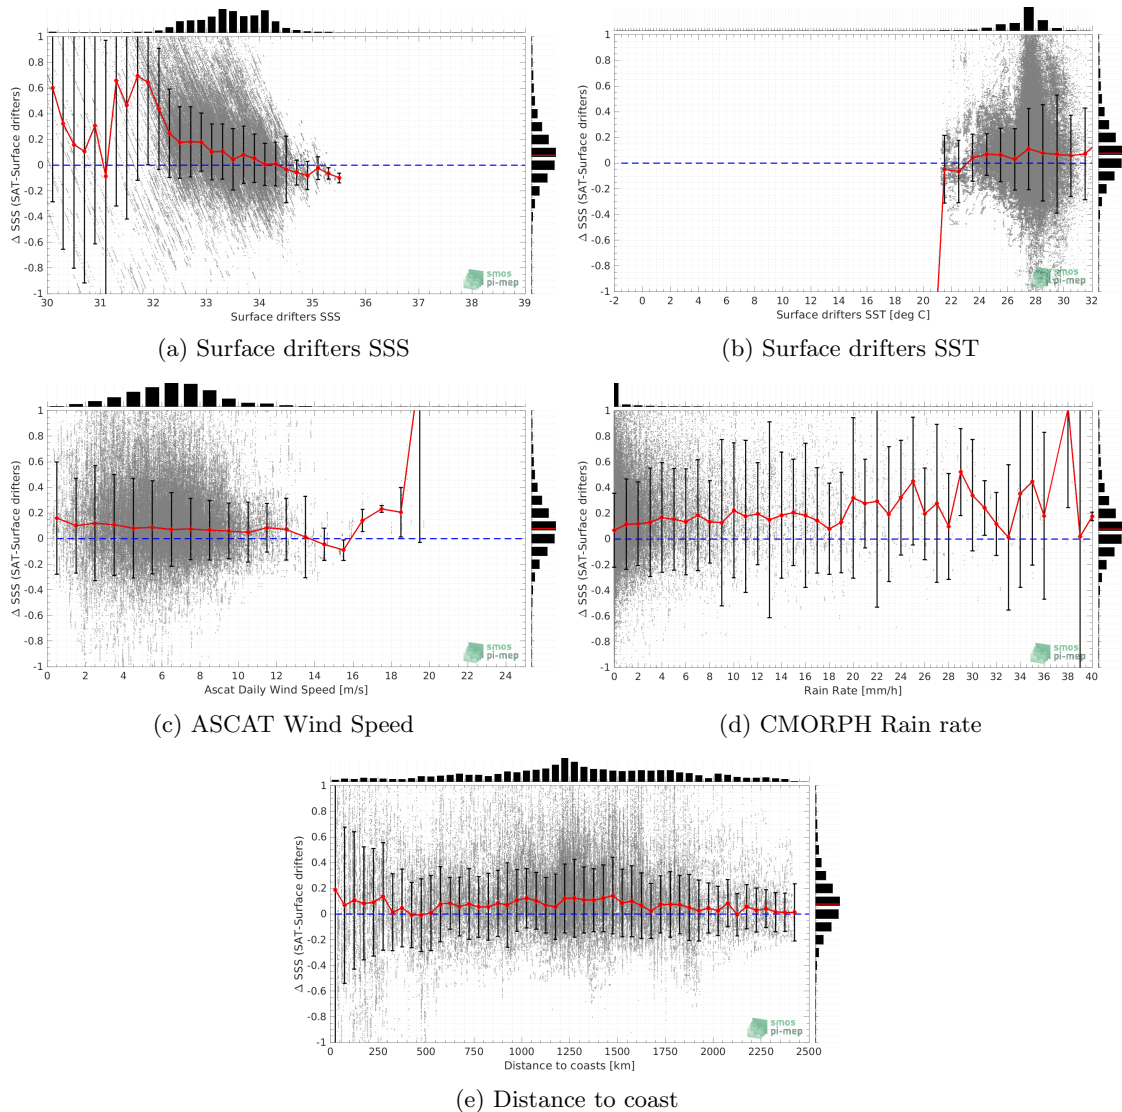 1
0.8
0.6
0.4
0.2
0
-0.2
-0.4
-0.6
-0.8
-1
Δ SSS (SAT-Surface drifters)
30 31 32 33 34 35 36 37 38 39
Surface drifters SSS
smos
pi-mep
(a) Surface drifters SSS
1
0.8
0.6
0.4
0.2
0
-0.2
-0.4
-0.6
-0.8
-1
Δ SSS (SAT-Surface drifters)
-2 0 2 4 6 8 10 12 14 16 18 20 22 24 26 28 30 32
Surface drifters SST [deg C]
smos
pi-mep
(b) Surface drifters SST
1
0.8
0.6
0.4
0.2
0
-0.2
-0.4
-0.6
-0.8
-1
Δ SSS (SAT-Surface drifters)
0 2 4 6 8 10 12 14 16 18 20 22 24
Ascat Daily Wind Speed [m/s]
smos
pi-mep
(c) ASCAT Wind Speed
1
0.8
0.6
0.4
0.2
0
-0.2
-0.4
-0.6
-0.8
-1
Δ SSS (SAT-Surface drifters)
0 2 4 6 8 10 12 14 16 18 20 22 24 26 28 30 32 34 36 38 40
Rain Rate [mm/h]
smos
pi-mep
(d) CMORPH Rain rate
1
0.8
0.6
0.4
0.2
0
-0.2
-0.4
-0.6
-0.8
-1
Δ SSS (SAT-Surface drifters)
0 250 500 750 1000 1250 1500 1750 2000 2250 2500
Distance to coasts [km]
smos
pi-mep
(e) Distance to coast